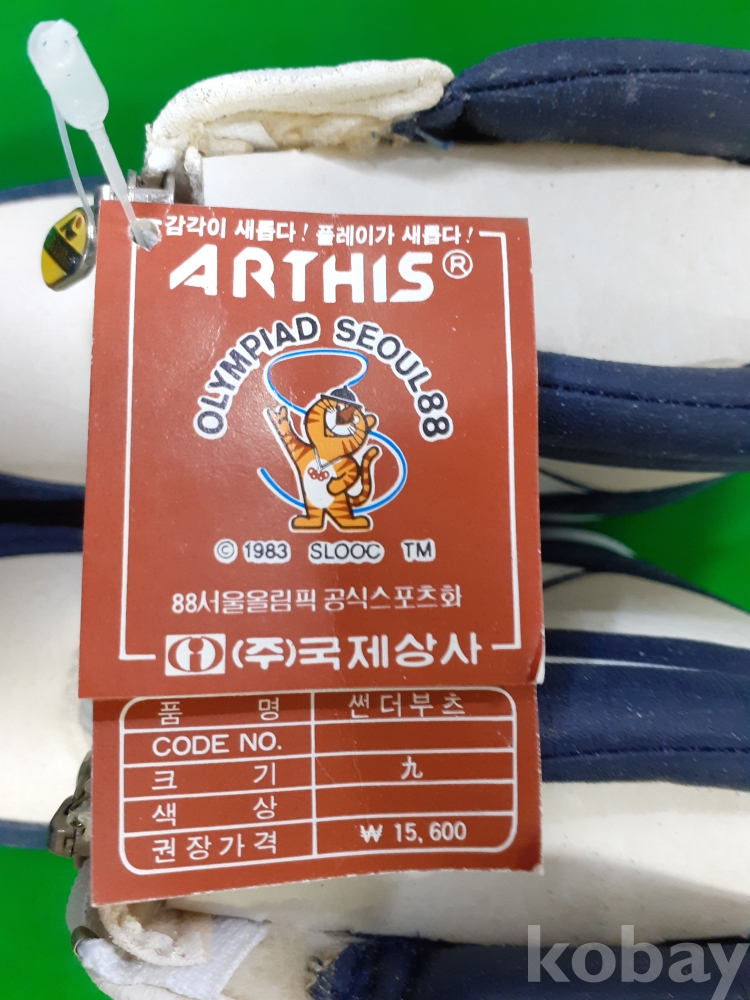 감각이 새롭다! 플레이가 새롭다!
ARTHIS®
OLYMPIAD SEOUL 88
© 1983 SLOOC TM
88서울올림픽 공식스포츠화
(주)국제상사
품 명 썬더부츠
CODE NO.
크 기 九
색 상
권장가격 ₩ 15,600
kobay